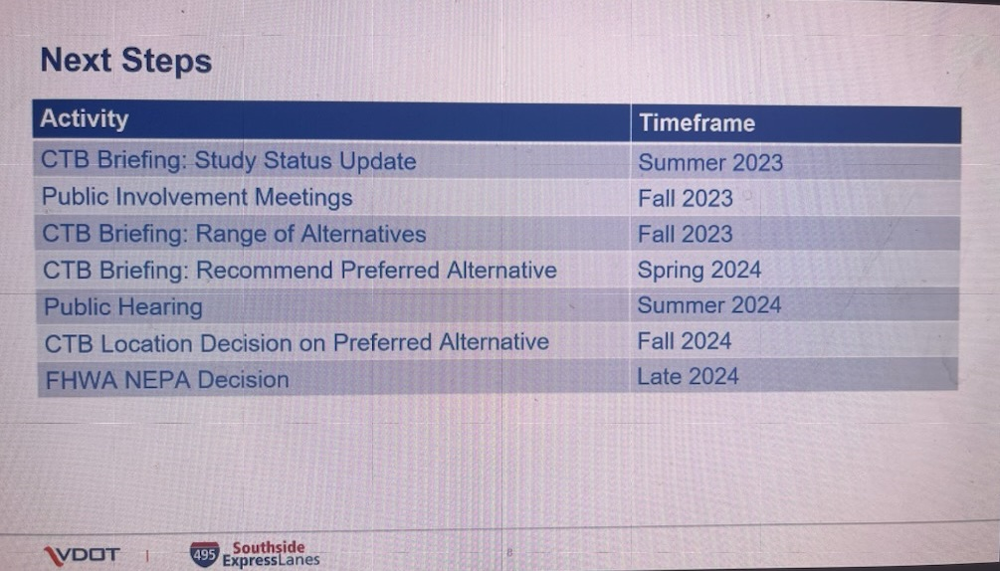 Next Steps
Activity Timeframe
CTB Briefing: Study Status Update Summer 2023
Public Involvement Meetings Fall 2023
CTB Briefing: Range of Alternatives Fall 2023
CTB Briefing: Recommend Preferred Alternative Spring 2024
Public Hearing Summer 2024
CTB Location Decision on Preferred Alternative Fall 2024
FHWA NEPA Decision Late 2024
VDOT | 495 Southside
ExpressLanes
8